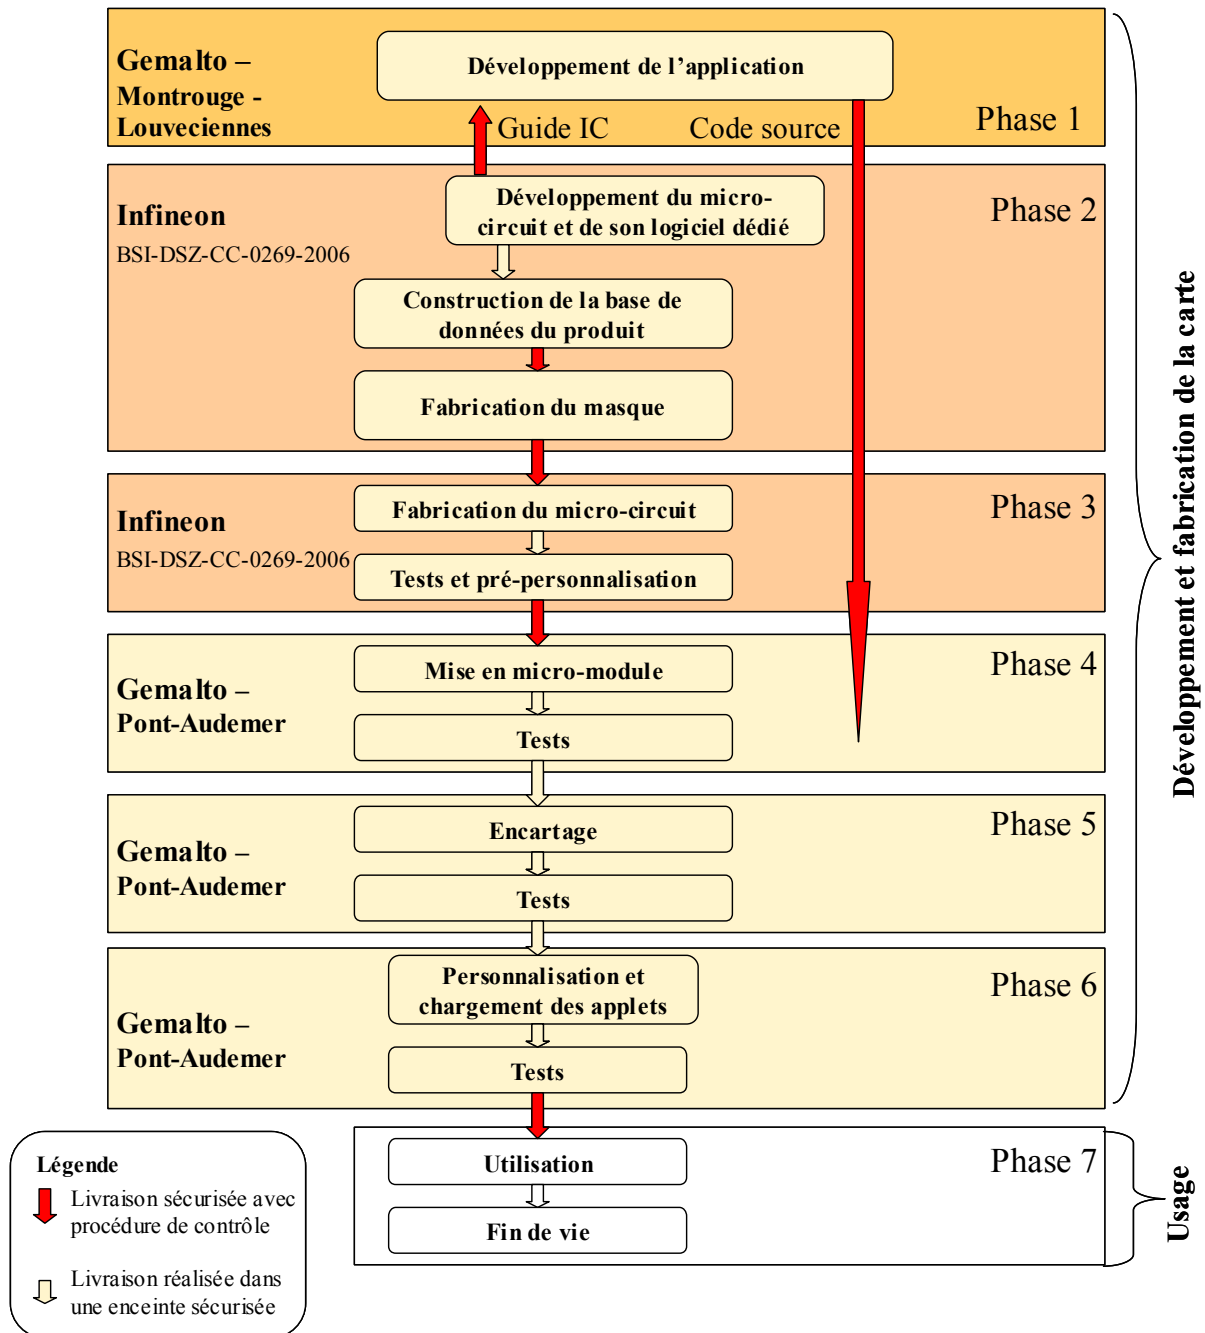 Gemalto –
Montrouge -
Louveciennes
Développement de l'application
Guide IC
Code source
Phase 1
Infineon
BSI-DSZ-CC-0269-2006
Développement du micro-
circuit et de son logiciel dédié
Phase 2
Construction de la base de
données du produit
Fabrication du masque
Infineon
BSI-DSZ-CC-0269-2006
Fabrication du micro-circuit
Phase 3
Tests et pré-personnalisation
Gemalto –
Pont-Audemer
Mise en micro-module
Phase 4
Tests
Gemalto –
Pont-Audemer
Encartage
Phase 5
Tests
Gemalto –
Pont-Audemer
Personnalisation et
chargement des applets
Phase 6
Tests
Développement et fabrication de la carte
Utilisation
Phase 7
Fin de vie
Usage
Légende
Livraison sécurisée avec
procédure de contrôle
Livraison réalisée dans
une enceinte sécurisée